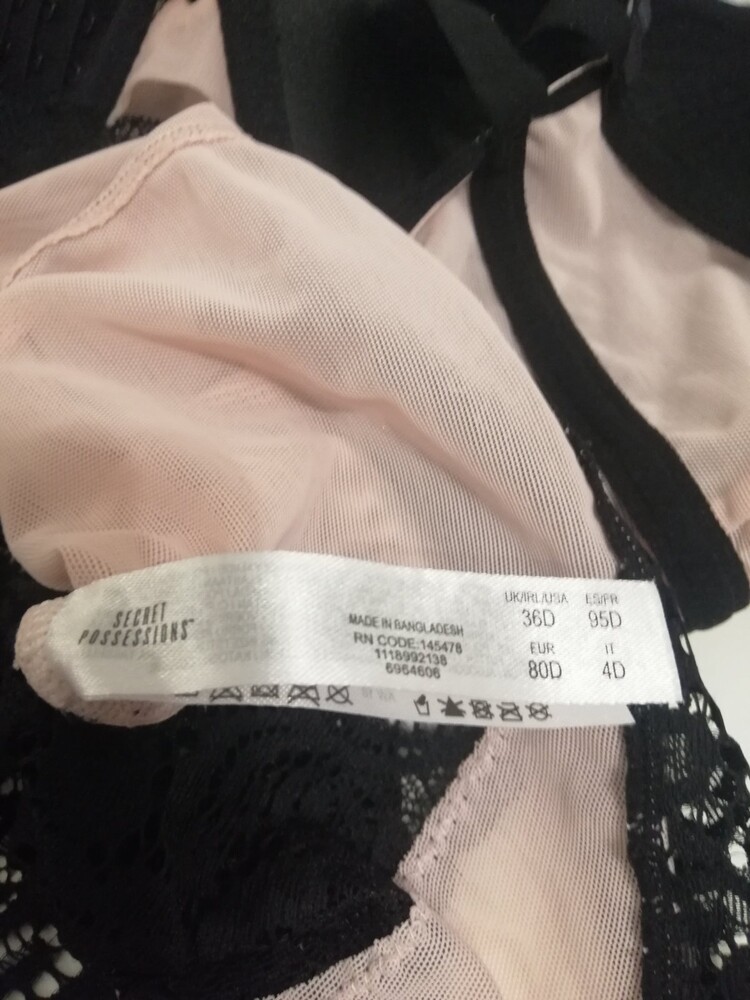 SECRET
POSSESSIONS™
MADE IN BANGLADESH
RN CODE:145478
1118992138
6964606
UK/IRL/USA ES/FR
36D 95D
EUR IT
80D 4D